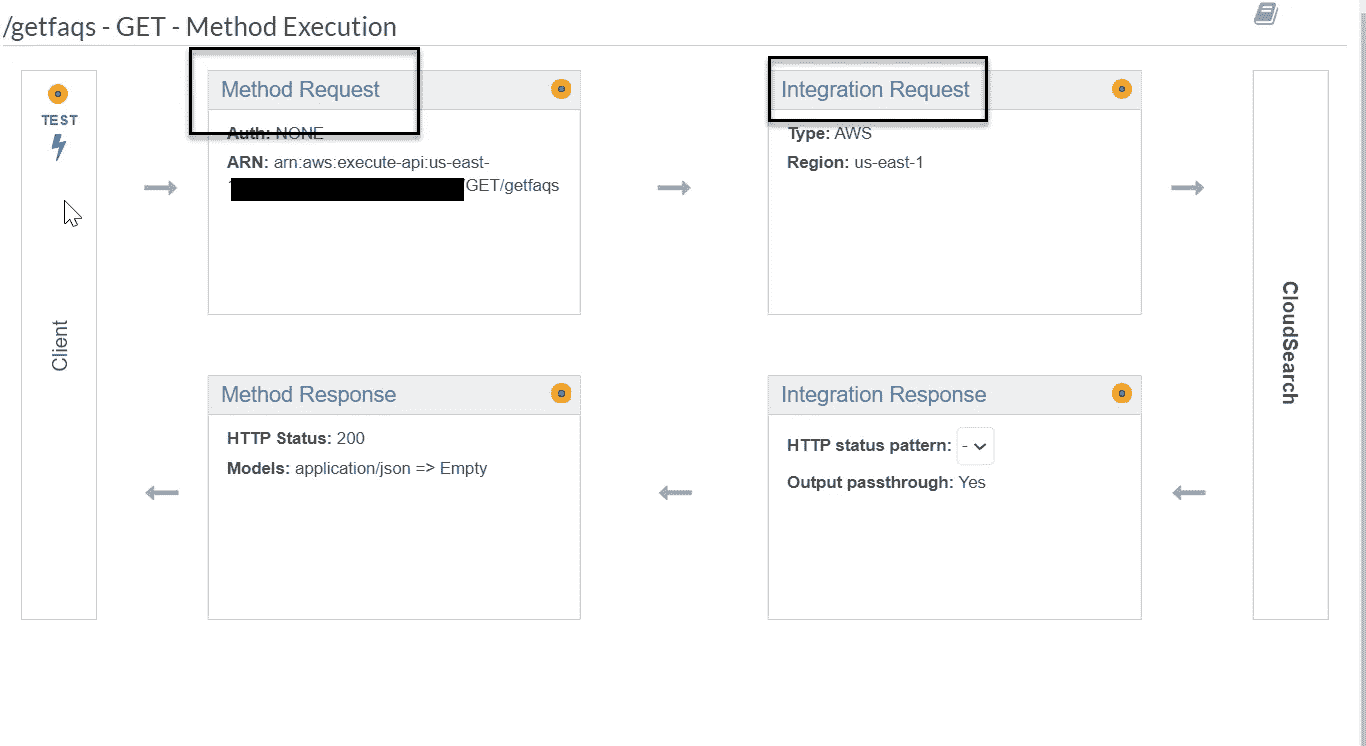 /getfaqs - GET - Method Execution
TEST
Client
Method Request
Auth: NONE
ARN: arn:aws:execute-api:us-east-
GET/getfaqs
Integration Request
Type: AWS
Region: us-east-1
Method Response
HTTP Status: 200
Models: application/json => Empty
Integration Response
HTTP status pattern: -
Output passthrough: Yes
CloudSearch